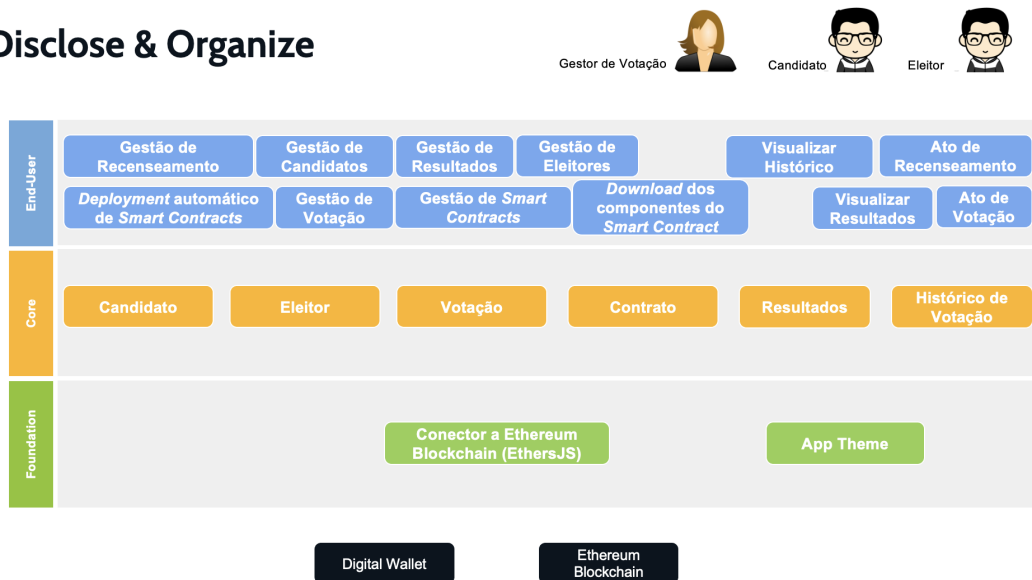 Disclose & Organize
Gestor de Votação
Candidato
Eleitor
End-User
Gestão de
Recenseamento
Gestão de
Candidatos
Gestão de
Resultados
Gestão de
Eleitores
Visualizar
Histórico
Ato de
Recenseamento
Deployment automático
de Smart Contracts
Gestão de
Votação
Gestão de Smart
Contracts
Download dos
componentes do
Smart Contract
Visualizar
Resultados
Ato de
Votação
Core
Candidato
Eleitor
Votação
Contrato
Resultados
Histórico de
Votação
Foundation
Conector a Ethereum
Blockchain (EthersJS)
App Theme
Digital Wallet
Ethereum
Blockchain